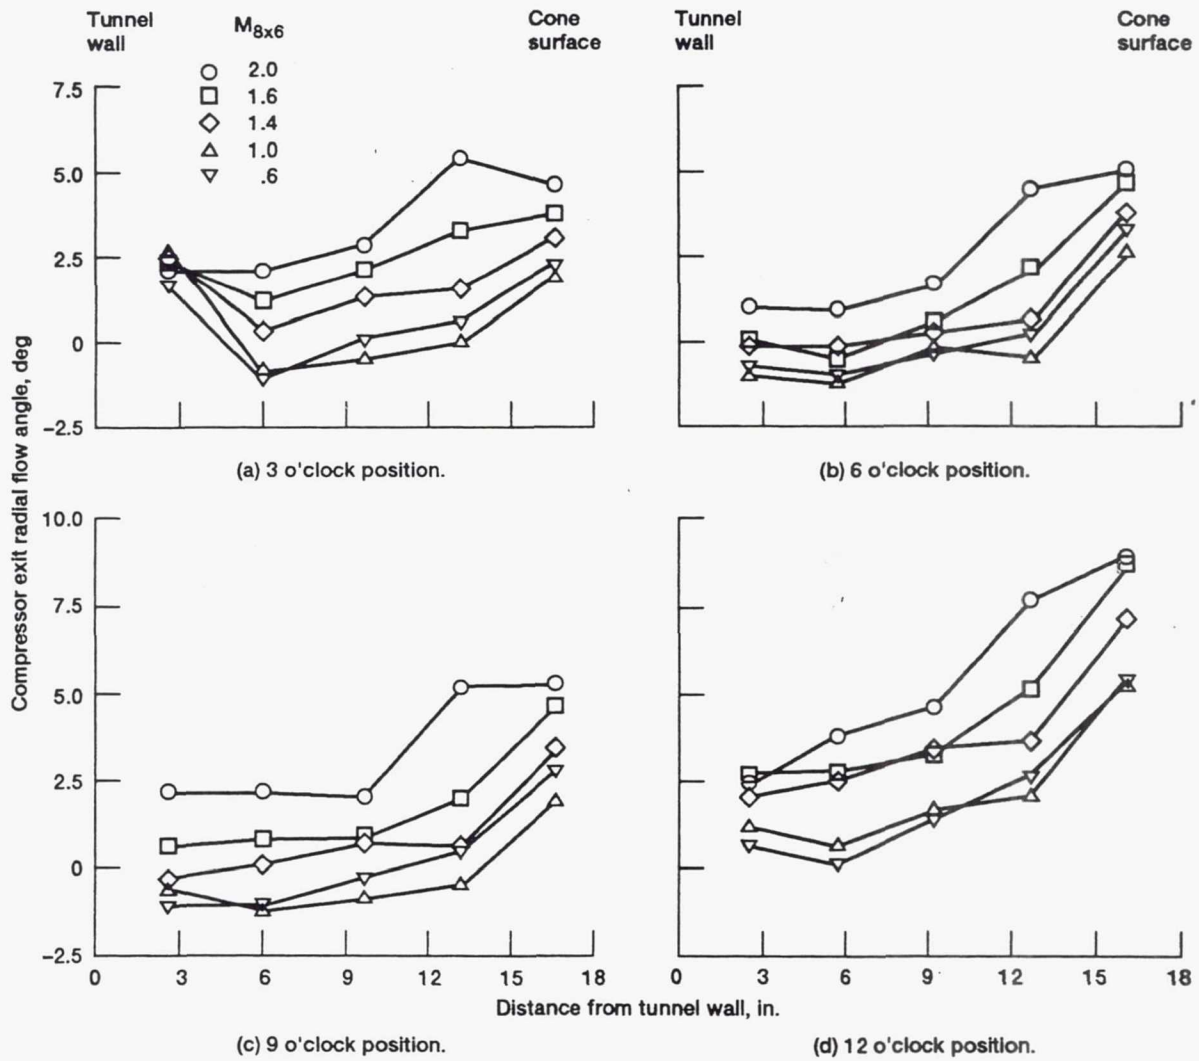 Tunnel wall
M8x6
Cone surface
Tunnel wall
Cone surface
2.0
1.6
1.4
1.0
.6
7.5
5.0
2.5
0
−2.5
(a) 3 o'clock position.
(b) 6 o'clock position.
Compressor exit radial flow angle, deg
10.0
7.5
5.0
2.5
0
−2.5
0 3 6 9 12 15 18
0 3 6 9 12 15 18
Distance from tunnel wall, in.
(c) 9 o'clock position.
(d) 12 o'clock position.